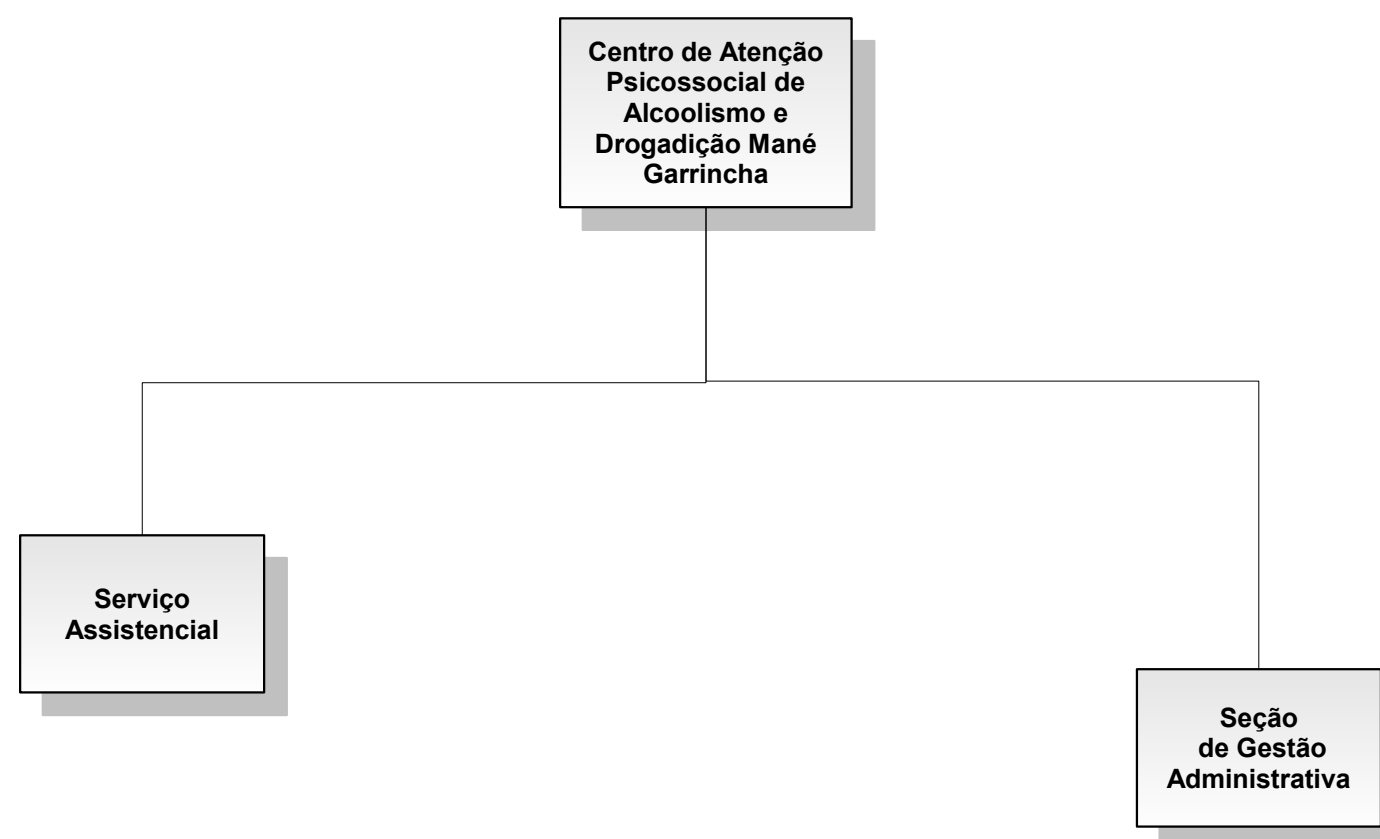 Centro de Atenção
Psicossocial de
Alcoolismo e
Drogadição Mané
Garrincha
Serviço
Assistencial
Seção
de Gestão
Administrativa